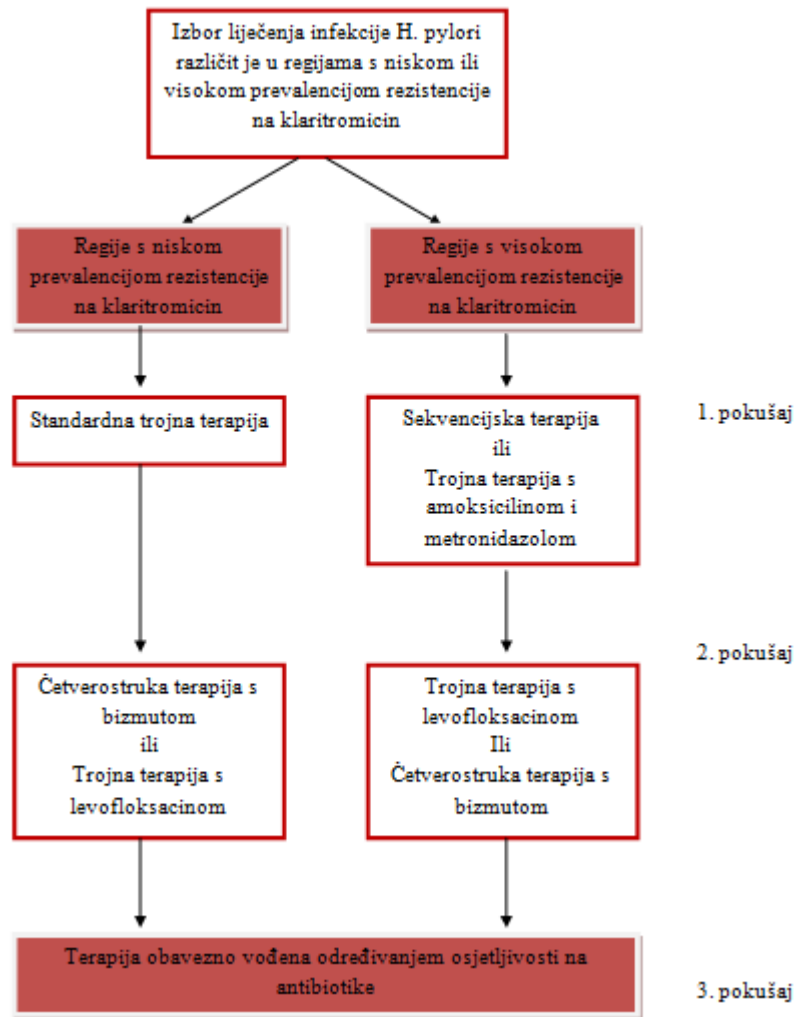 Izbor liječenja infekcije H. pylori
različit je u regijama s niskom ili
visokom prevalencijom rezistencije
na klaritromicin
Regije s niskom
prevalencijom rezistencije
na klaritromicin
Regije s visokom
prevalencijom rezistencije
na klaritromicin
Standardna trojna terapija
Sekvencijska terapija
ili
Trojna terapija s
amoksicilinom i
metronidazolom
1. pokušaj
Četverostruka terapija s
bizmutom
ili
Trojna terapija s
levofloksacinom
Trojna terapija s
levofloksacinom
Ili
Četverostruka terapija s
bizmutom
2. pokušaj
Terapija obavezno vođena određivanjem osjetljivosti na
antibiotike
3. pokušaj